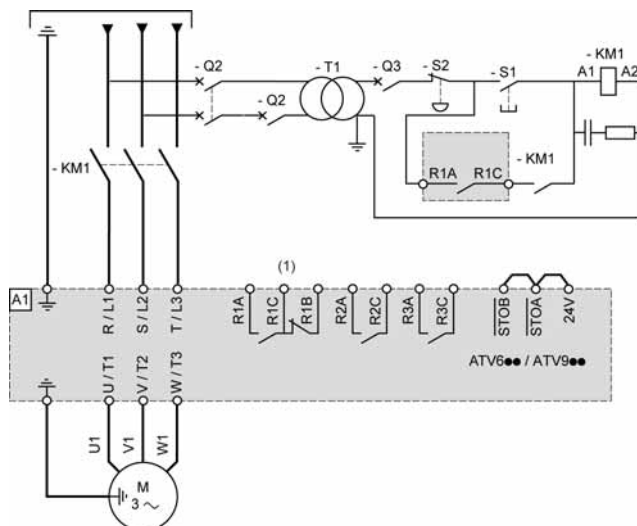 - Q2
- T1
- Q3
- S2
- S1
A1
- KM1
A2
- Q2
- KM1
R1A
R1C
- KM1
(1)
A1
R / L1
S / L2
T / L3
R1A
R1C
R1B
R2A
R2C
R3A
R3C
STOB
STOA
24V
U / T1
V / T2
W / T3
ATV6●● / ATV9●●
U1
V1
W1
M
3 ~